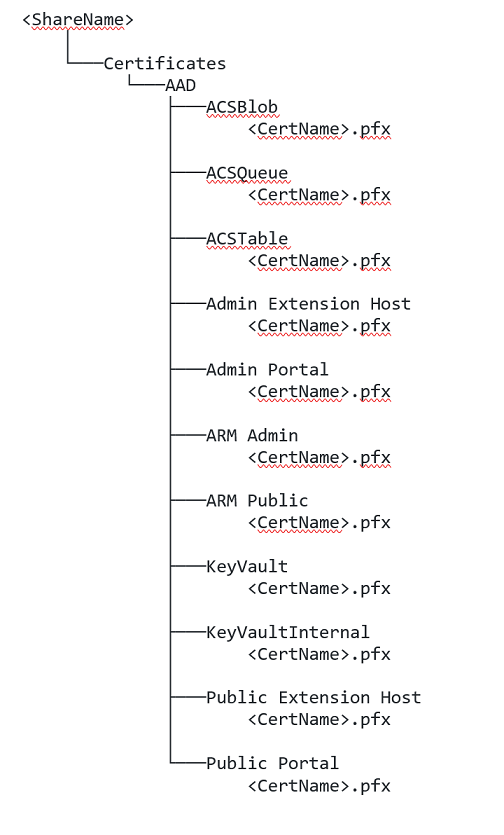 <ShareName>
Certificates
AAD
ACSBlob
<CertName>.pfx
ACSQueue
<CertName>.pfx
ACSTable
<CertName>.pfx
Admin Extension Host
<CertName>.pfx
Admin Portal
<CertName>.pfx
ARM Admin
<CertName>.pfx
ARM Public
<CertName>.pfx
KeyVault
<CertName>.pfx
KeyVaultInternal
<CertName>.pfx
Public Extension Host
<CertName>.pfx
Public Portal
<CertName>.pfx